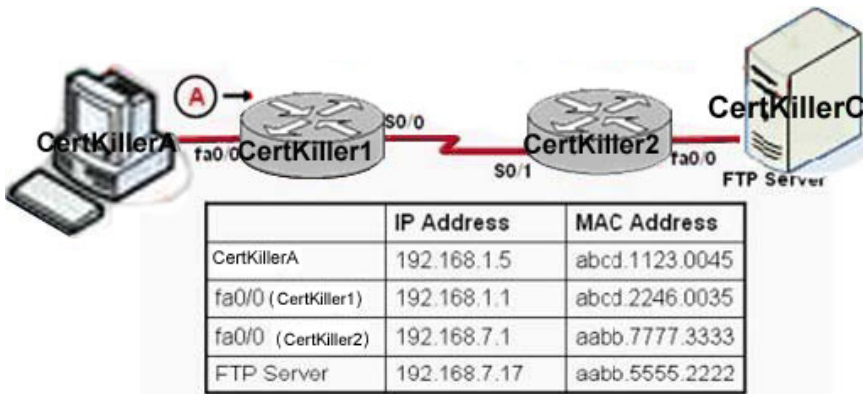 A
CertKillerA
fa0/0
CertKiller1
S0/0
S0/1
CertKiller2
fa0/0
CertKillerC
FTP Server
IP Address MAC Address
CertKillerA 192.168.1.5 abcd.1123.0045
fa0/0 (CertKiller1) 192.168.1.1 abcd.2246.0035
fa0/0 (CertKiller2) 192.168.7.1 aabb.7777.3333
FTP Server 192.168.7.17 aabb.5555.2222